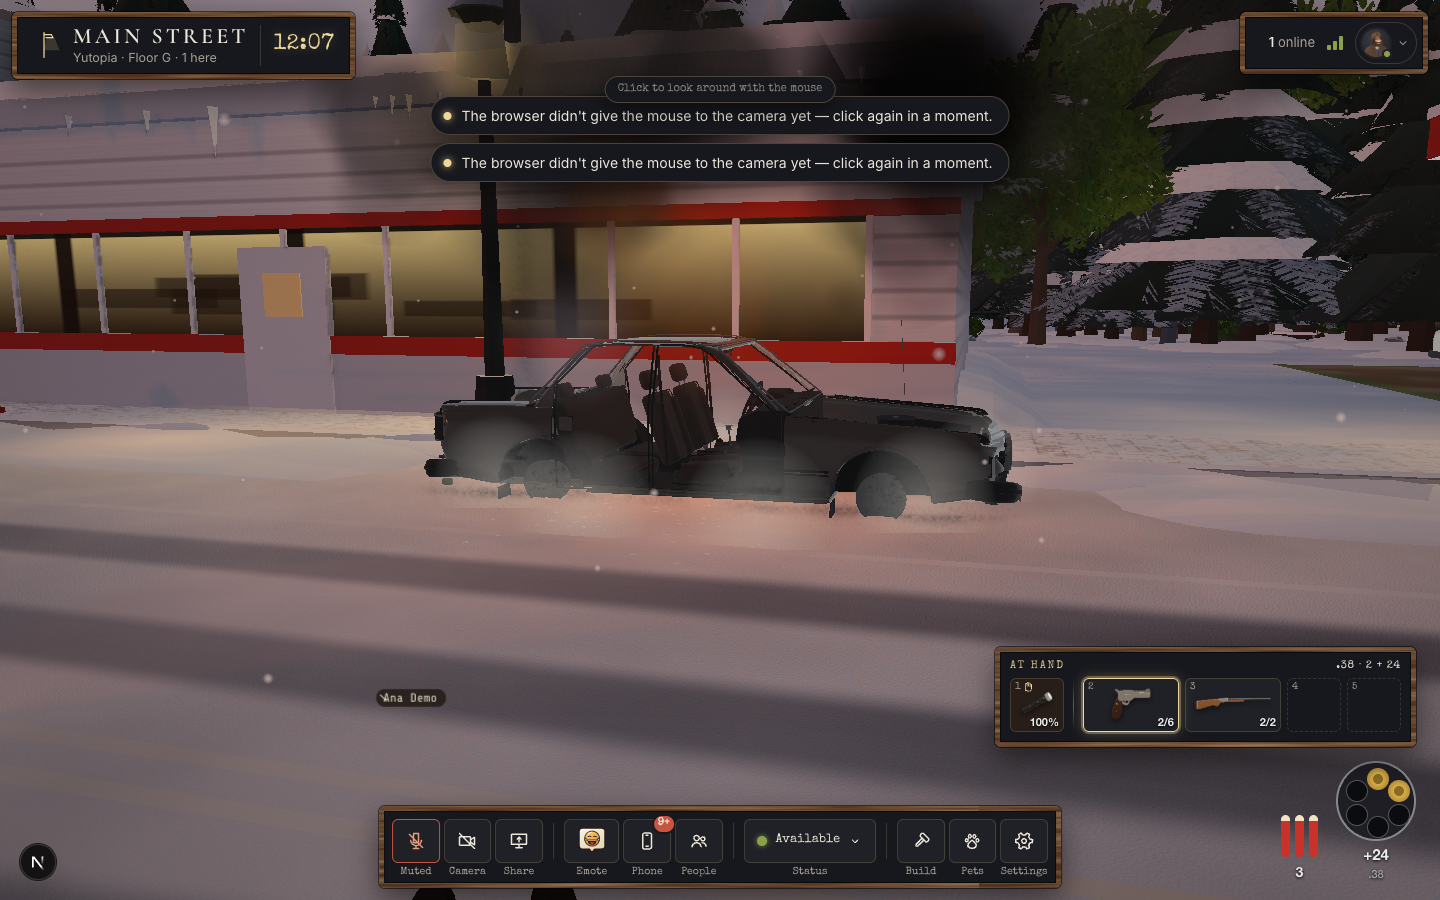 MAIN STREET
Yutopia · Floor G · 1 here
12:07
1 online
Click to look around with the mouse
The browser didn't give the mouse to the camera yet — click again in a moment.
The browser didn't give the mouse to the camera yet — click again in a moment.
Ana Demo
AT HAND
.38 · 2 + 24
1
100%
2
2/6
3
2/2
4
5
9+
Available
Muted
Camera
Share
Emote
Phone
People
Status
Build
Pets
Settings
N
3
+24
.38